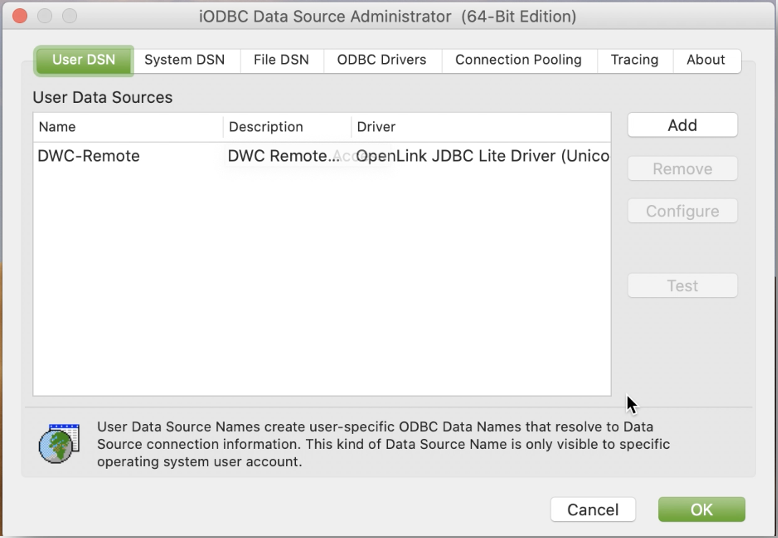 iODBC Data Source Administrator (64-Bit Edition)
User DSN System DSN File DSN ODBC Drivers Connection Pooling Tracing About
User Data Sources
Name Description Driver
DWC-Remote DWC Remote... OpenLink JDBC Lite Driver (Unico
Add
Remove
Configure
Test
User Data Source Names create user-specific ODBC Data Names that resolve to Data
Source connection information. This kind of Data Source Name is only visible to specific
operating system user account.
Cancel OK